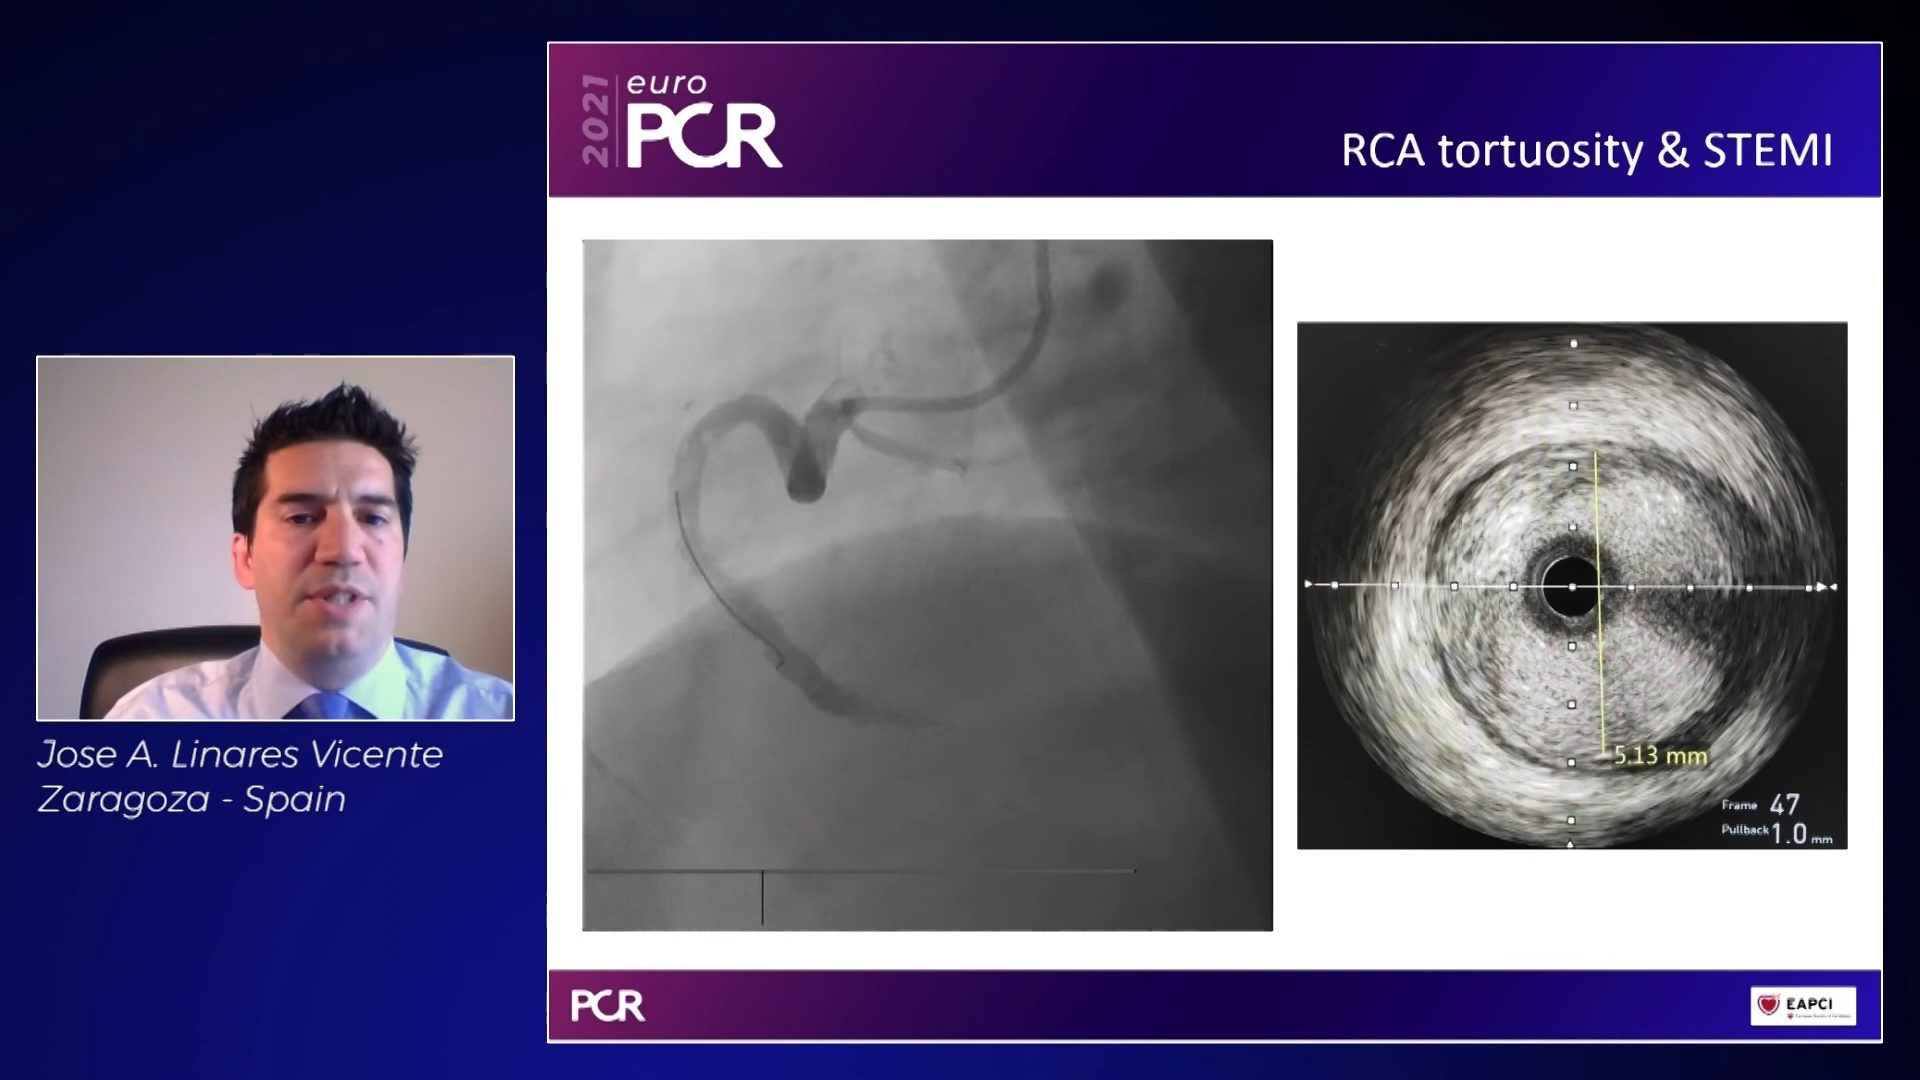 2021
euro
PCR
RCA tortuosity & STEMI
5.13 mm
Frame 47
Pullback 1.0 mm
Jose A. Linares Vicente
Zaragoza - Spain
PCR
EAPCI